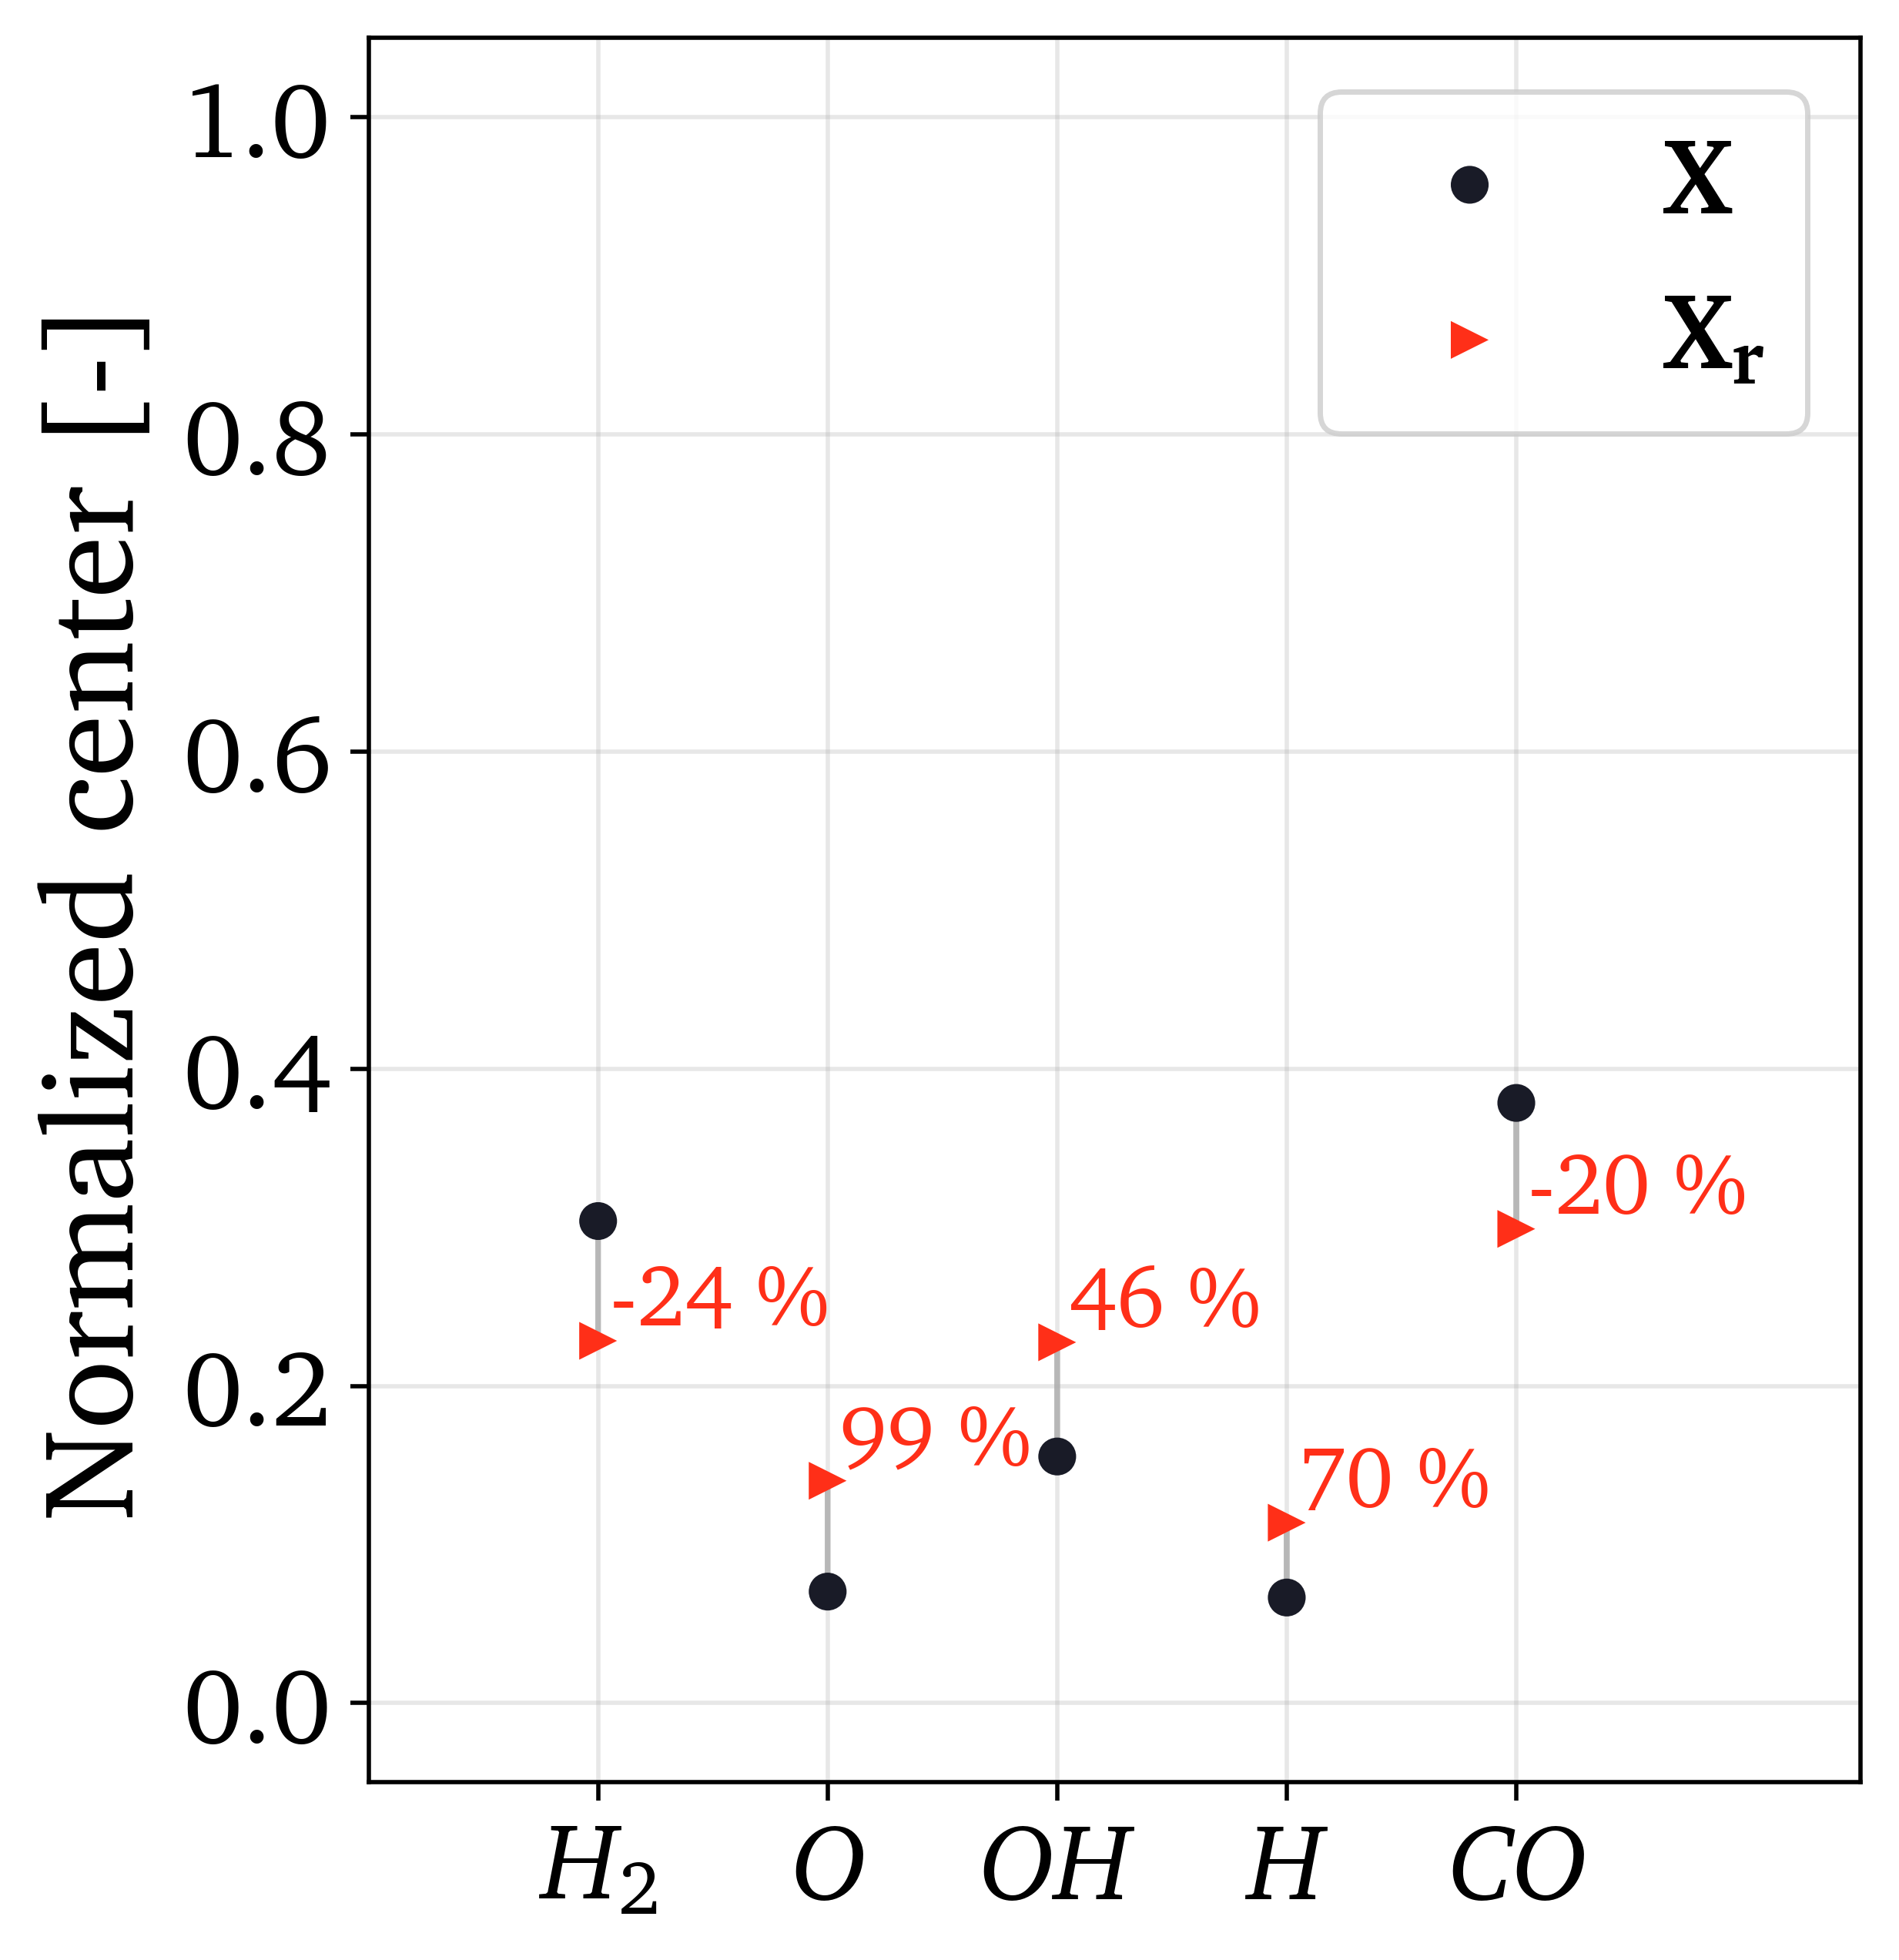 Normalized center [-]
1.0
0.8
0.6
0.4
0.2
0.0
X
X_r
-24 %
99 %
46 %
70 %
-20 %
H₂ O OH H CO